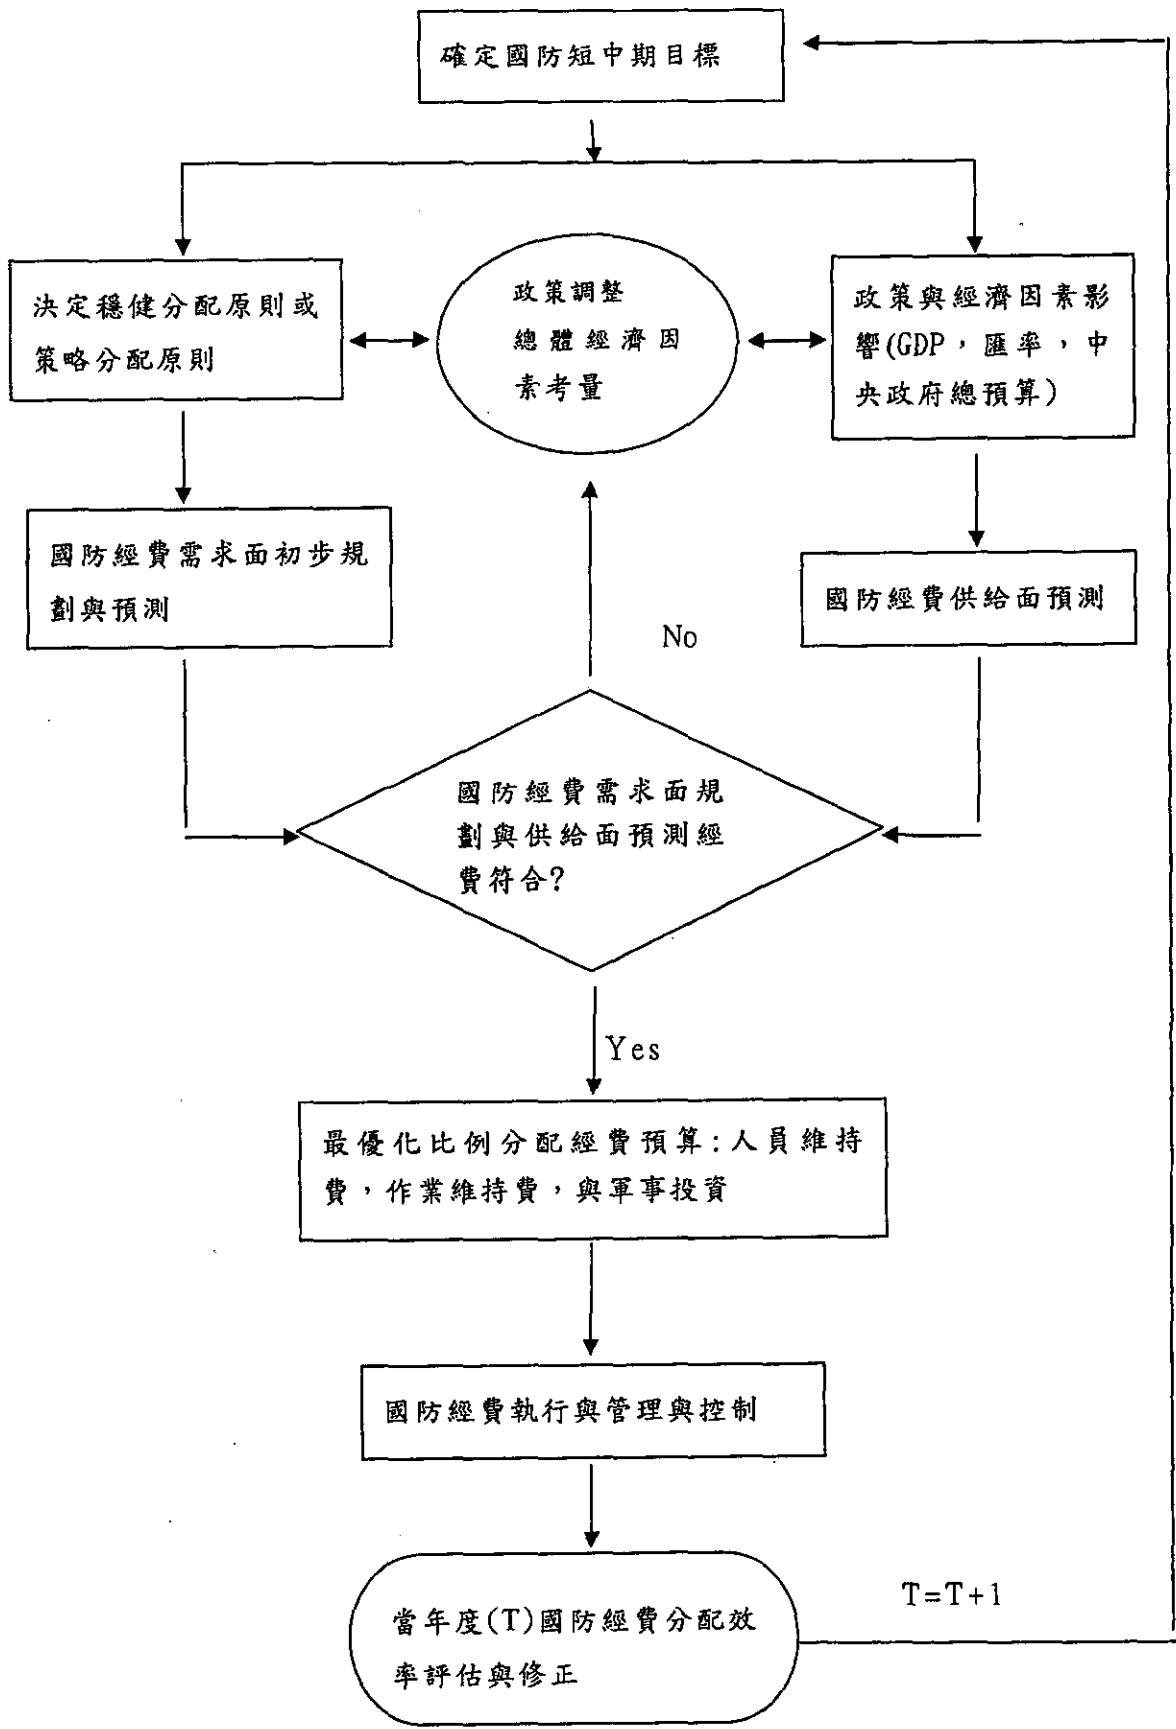 確定國防短中期目標
決定穩健分配原則或
策略分配原則
政策調整
總體經濟因
素考量
政策與經濟因素影
響(GDP，匯率，中
央政府總預算)
國防經費需求面初步規
劃與預測
國防經費供給面預測
No
國防經費需求面規
劃與供給面預測經
費符合?
Yes
最優化比例分配經費預算:人員維持
費，作業維持費，與軍事投資
國防經費執行與管理與控制
當年度(T)國防經費分配效
率評估與修正
T=T+1